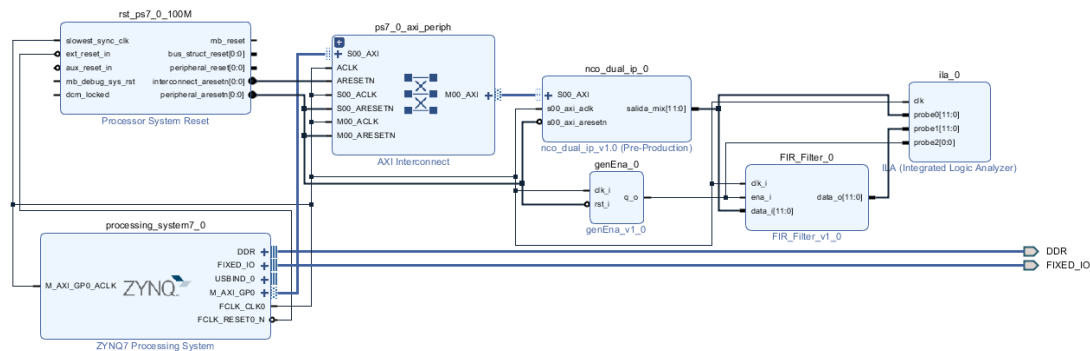 rst_ps7_0_100M
slowest_sync_clk
ext_reset_in
aux_reset_in
mb_debug_sys_rst
dcm_locked
mb_reset
bus_struct_reset[0:0]
peripheral_reset[0:0]
interconnect_aresetn[0:0]
peripheral_aresetn[0:0]
Processor System Reset
ps7_0_axi_periph
S00_AXI
ACLK
ARESETN
S00_ACLK
S00_ARESETN
M00_ACLK
M00_ARESETN
M00_AXI
AXI Interconnect
nco_dual_ip_0
S00_AXI
s00_axi_aclk
s00_axi_aresetn
salida_mix[11:0]
nco_dual_ip_v1.0 (Pre-Production)
ila_0
clk
probe0[11:0]
probe1[11:0]
probe2[0:0]
ILA (Integrated Logic Analyzer)
genEna_0
clk_i
rst_i
q_o
genEna_v1_0
FIR_Filter_0
clk_i
ena_i
data_i[11:0]
data_o[11:0]
FIR_Filter_v1_0
processing_system7_0
M_AXI_GP0_ACLK
ZYNQ
DDR
FIXED_IO
USBIND_0
M_AXI_GP0
FCLK_CLK0
FCLK_RESET0_N
ZYNQ7 Processing System
DDR
FIXED_IO